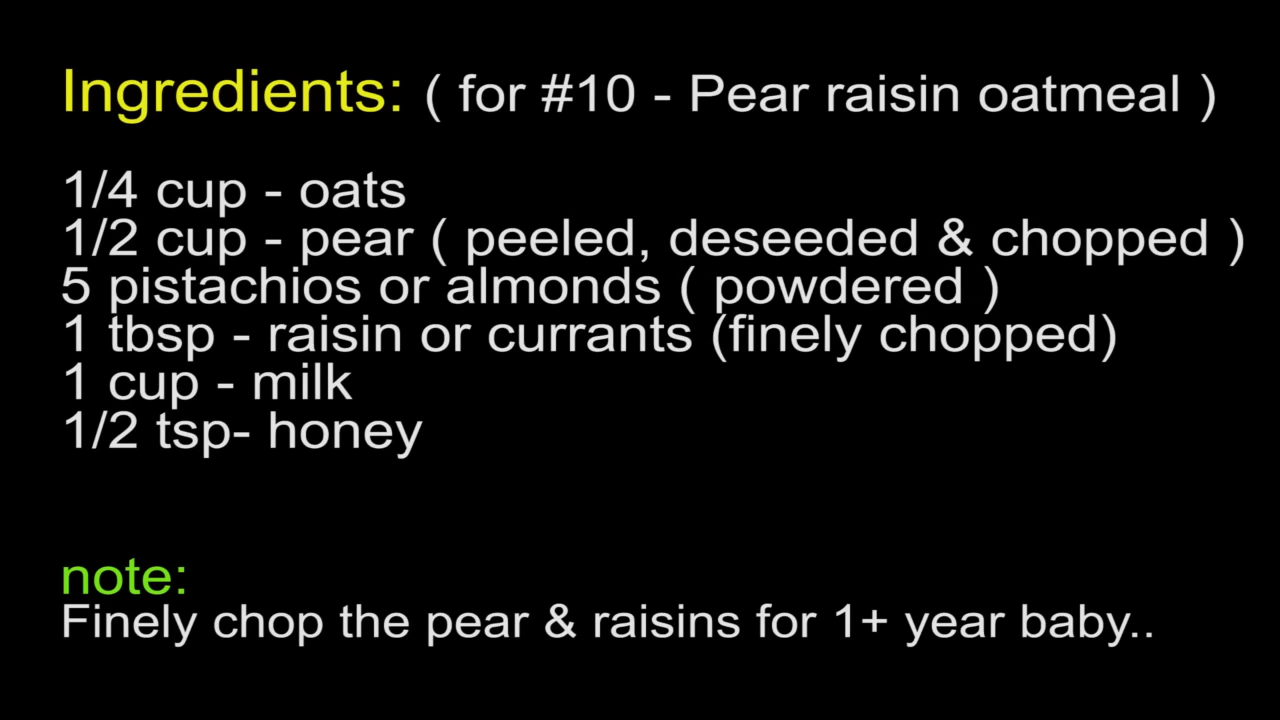 Ingredients: ( for #10 - Pear raisin oatmeal )
1/4 cup - oats
1/2 cup - pear ( peeled, deseeded & chopped )
5 pistachios or almonds ( powdered )
1 tbsp - raisin or currants (finely chopped)
1 cup - milk
1/2 tsp- honey
note:
Finely chop the pear & raisins for 1+ year baby..